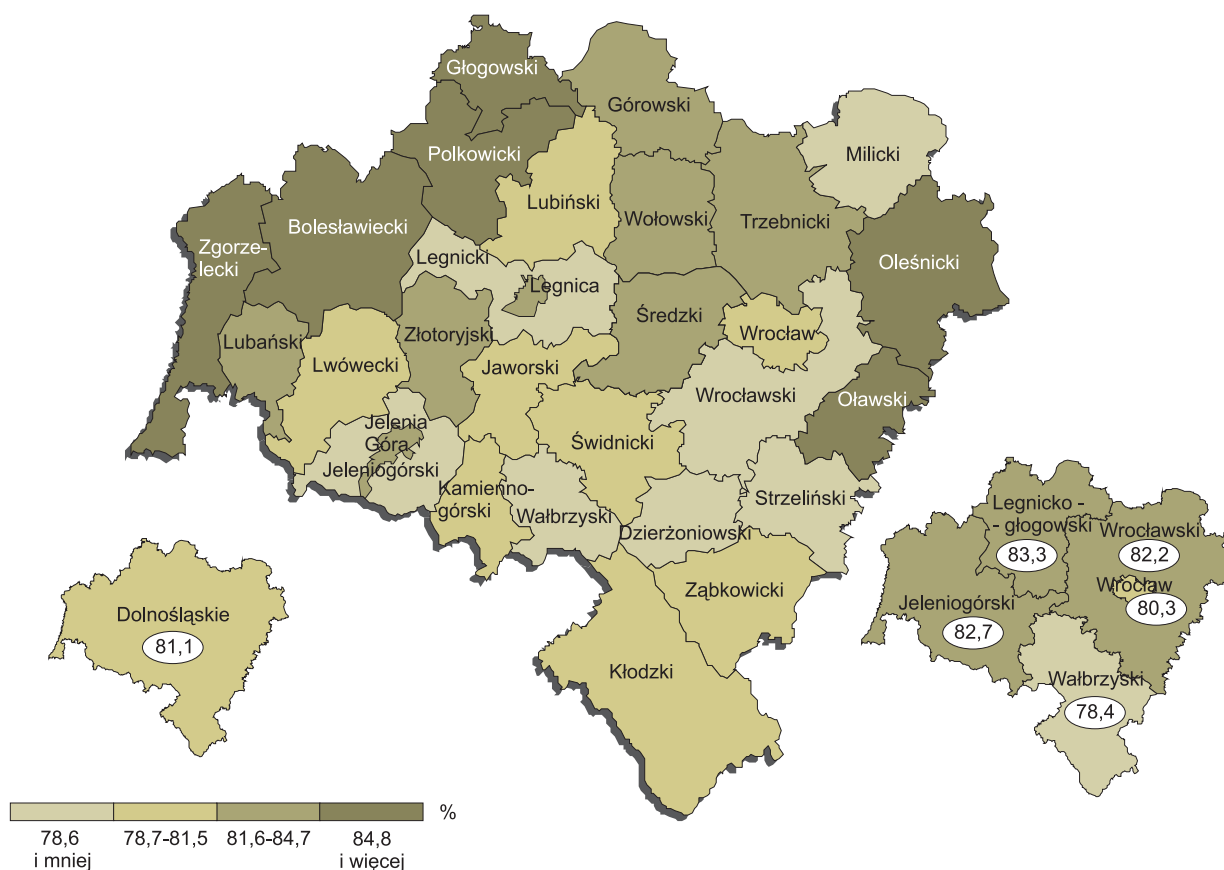 Głogowski
Górowski
Milicki
Polkowicki
Lubiński
Wołowski
Trzebnicki
Bolesławiecki
Zgorze-
lecki
Legnicki
Legnica
Oleśnicki
Lubański
Złotoryjski
Średzki
Wrocław
Lwówecki
Jaworski
Wrocławski
Oławski
Jelenia
Góra
Jeleniogórski
Świdnicki
Kamienno-
górski
Wałbrzyski
Dzierżoniowski
Strzeliński
Ząbkowicki
Kłodzki
Dolnośląskie
81,1
Legnicko -
- głogowski
83,3
Wrocławski
82,2
Wrocław
80,3
Jeleniogórski
82,7
Wałbrzyski
78,4
%
78,6
i mniej
78,7-81,5
81,6-84,7
84,8
i więcej